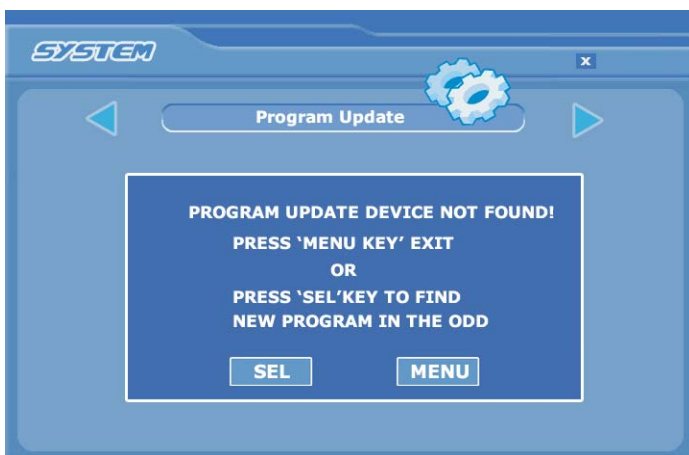 SYSTEM
x
Program Update
PROGRAM UPDATE DEVICE NOT FOUND!
PRESS `MENU KEY' EXIT
OR
PRESS `SEL'KEY TO FIND
NEW PROGRAM IN THE ODD
SEL MENU